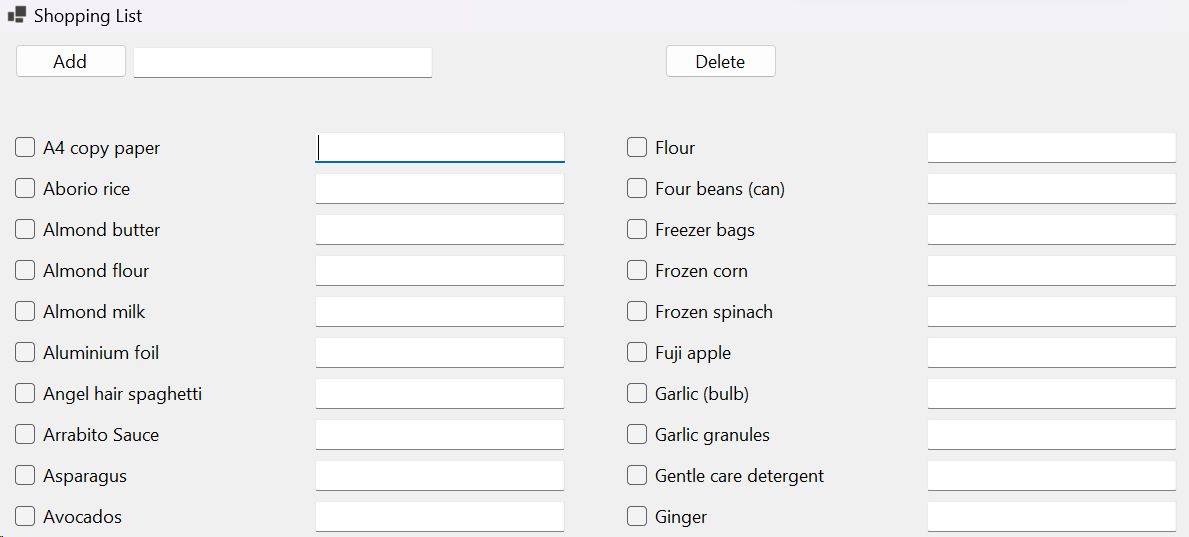 Shopping List
Add
Delete
A4 copy paper
Flour
Aborio rice
Four beans (can)
Almond butter
Freezer bags
Almond flour
Frozen corn
Almond milk
Frozen spinach
Aluminium foil
Fuji apple
Angel hair spaghetti
Garlic (bulb)
Arrabito Sauce
Garlic granules
Asparagus
Gentle care detergent
Avocados
Ginger